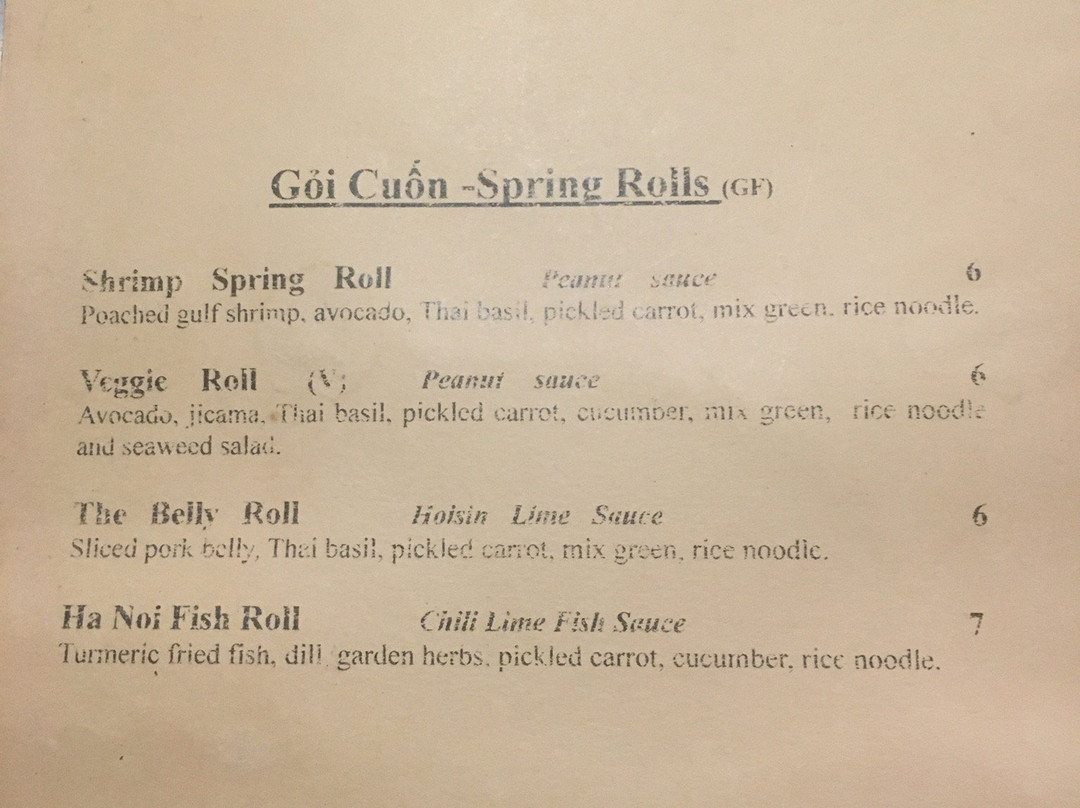 Gỏi Cuốn -Spring Rolls (GF)
Shrimp Spring Roll Peanut sauce 6
Poached gulf shrimp, avocado, Thai basil, pickled carrot, mix green, rice noodle.
Veggie Roll (V) Peanut sauce 6
Avocado, jicama, Thai basil, pickled carrot, cucumber, mix green, rice noodle
and seaweed salad.
The Belly Roll Hoisin Lime Sauce 6
Sliced pork belly, Thai basil, pickled carrot, mix green, rice noodle.
Ha Noi Fish Roll Chili Lime Fish Sauce 7
Turmeric fried fish, dill, garden herbs, pickled carrot, cucumber, rice noodle.